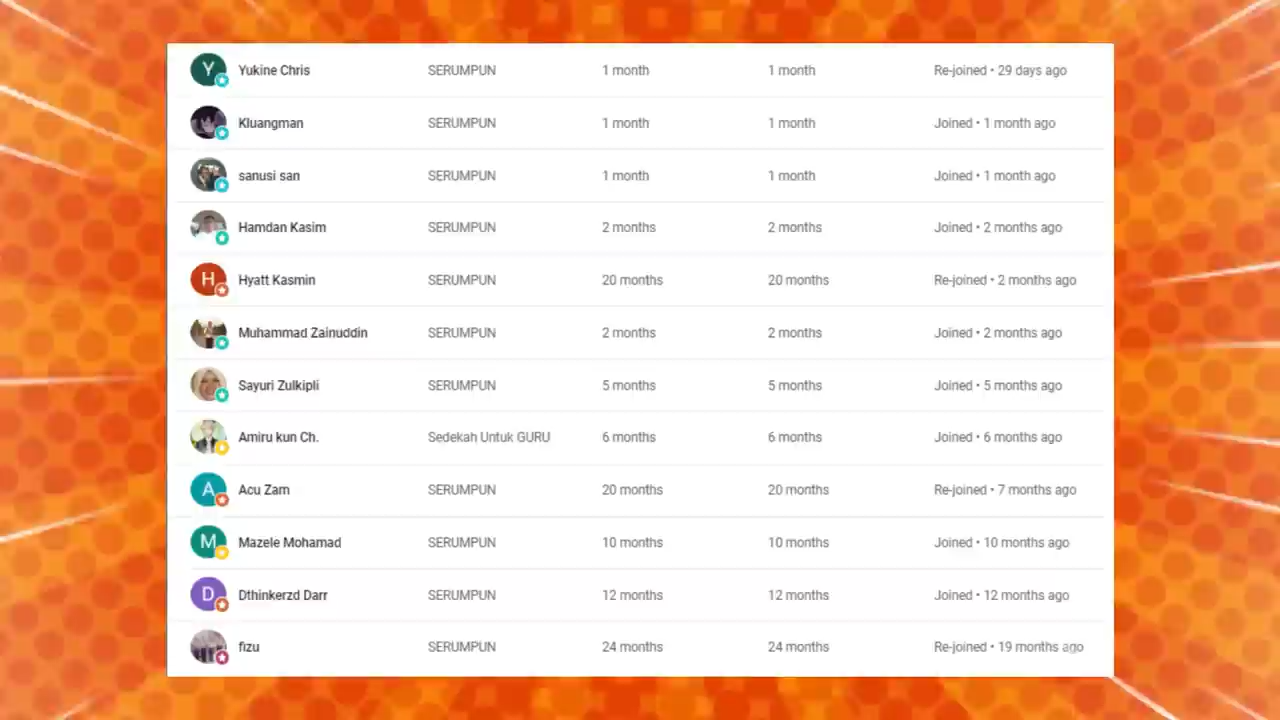 Y Yukine Chris SERUMPUN 1 month 1 month Re-joined • 29 days ago
Kluangman SERUMPUN 1 month 1 month Joined • 1 month ago
sanusi san SERUMPUN 1 month 1 month Joined • 1 month ago
Hamdan Kasim SERUMPUN 2 months 2 months Joined • 2 months ago
H Hyatt Kasmin SERUMPUN 20 months 20 months Re-joined • 2 months ago
Muhammad Zainuddin SERUMPUN 2 months 2 months Joined • 2 months ago
Sayuri Zulkipli SERUMPUN 5 months 5 months Joined • 5 months ago
Amiru kun Ch. Sedekah Untuk GURU 6 months 6 months Joined • 6 months ago
A Acu Zam SERUMPUN 20 months 20 months Re-joined • 7 months ago
M Mazele Mohamad SERUMPUN 10 months 10 months Joined • 10 months ago
D Dthinkerzd Darr SERUMPUN 12 months 12 months Joined • 12 months ago
fizu SERUMPUN 24 months 24 months Re-joined • 19 months ago